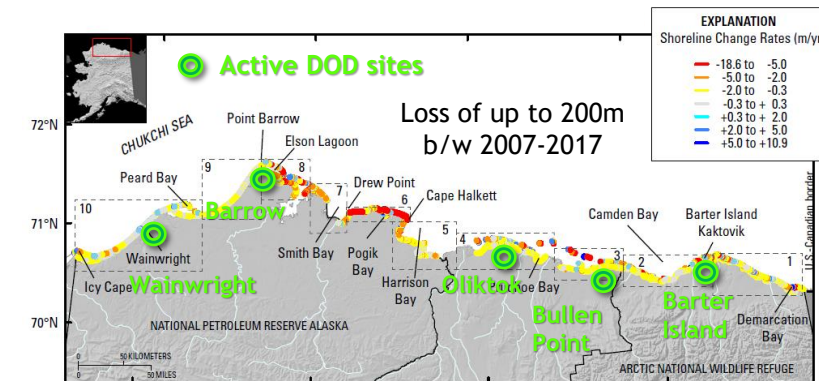 EXPLANATION
Shoreline Change Rates (m/yr
-18.6 to -5.0
-5.0 to -2.0
-2.0 to -0.3
-0.3 to + 0.3
+0.3 to + 2.0
+2.0 to + 5.0
+5.0 to +10.9
Active DOD sites
Loss of up to 200m
b/w 2007-2017
72°N
71°N
70°N
CHUKCHI SEA
Point Barrow
Elson Lagoon
Peard Bay
9
8
10
7
Drew Point
6
Cape Halkett
Barrow
Camden Bay
Barter Island
Kaktovik
U.S.-Canadian border
Wainwright
Smith Bay
Pogik
Bay
5
4
3
2
1
Icy Cape
Wainwright
Harrison
Bay
Oliktok
Bay
Bullen
Point
Barter
Island
Demarcation
Bay
NATIONAL PETROLEUM RESERVE ALASKA
ARCTIC NATIONAL WILDLIFE REFUGE
0 50 KILOMETERS
0 50 MILES